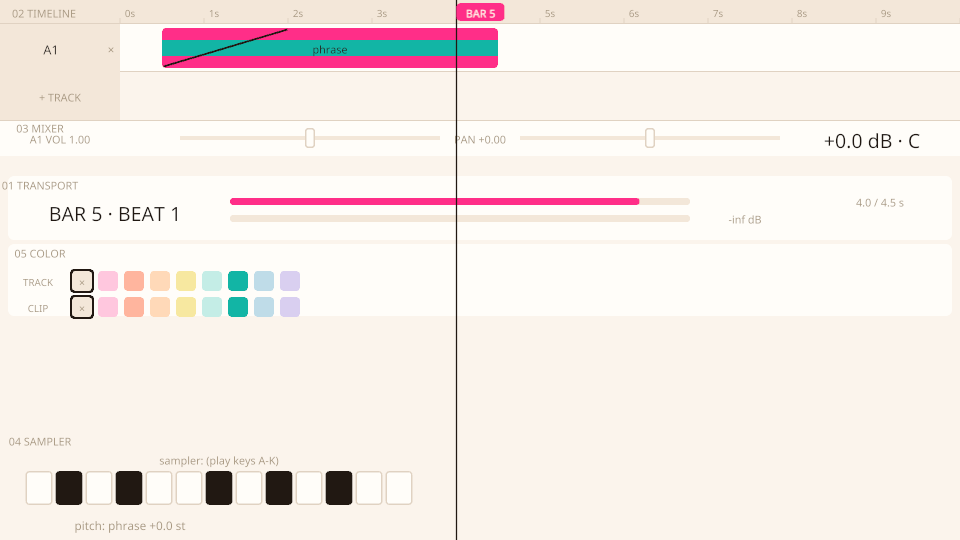 02 TIMELINE 0s 1s 2s 3s BAR 5 5s 6s 7s 8s 9s
A1 × phrase
+ TRACK
03 MIXER
A1 VOL 1.00 PAN +0.00 +0.0 dB · C
01 TRANSPORT
BAR 5 · BEAT 1 4.0 / 4.5 s
-inf dB
05 COLOR
TRACK ×
CLIP ×
04 SAMPLER
sampler: (play keys A-K)
pitch: phrase +0.0 st